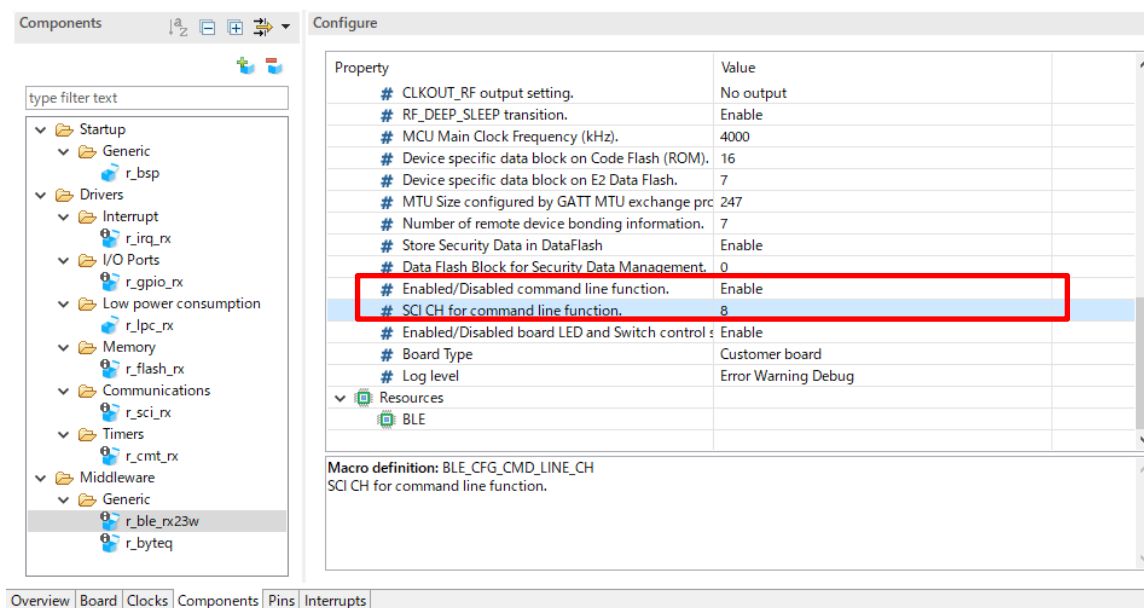 Components
Configure
type filter text
Startup
Generic
r_bsp
Drivers
Interrupt
r_irq_rx
I/O Ports
r_gpio_rx
Low power consumption
r_lpc_rx
Memory
r_flash_rx
Communications
r_sci_rx
Timers
r_cmt_rx
Middleware
Generic
r_ble_rx23w
r_byteq
Property Value
# CLKOUT_RF output setting. No output
# RF_DEEP_SLEEP transition. Enable
# MCU Main Clock Frequency (kHz). 4000
# Device specific data block on Code Flash (ROM). 16
# Device specific data block on E2 Data Flash. 7
# MTU Size configured by GATT MTU exchange prc 247
# Number of remote device bonding information. 7
# Store Security Data in DataFlash Enable
# Data Flash Block for Security Data Management. 0
# Enabled/Disabled command line function. Enable
# SCI CH for command line function. 8
# Enabled/Disabled board LED and Switch control s Enable
# Board Type Customer board
# Log level Error Warning Debug
Resources
BLE
Macro definition: BLE_CFG_CMD_LINE_CH
SCI CH for command line function.
Overview Board Clocks Components Pins Interrupts